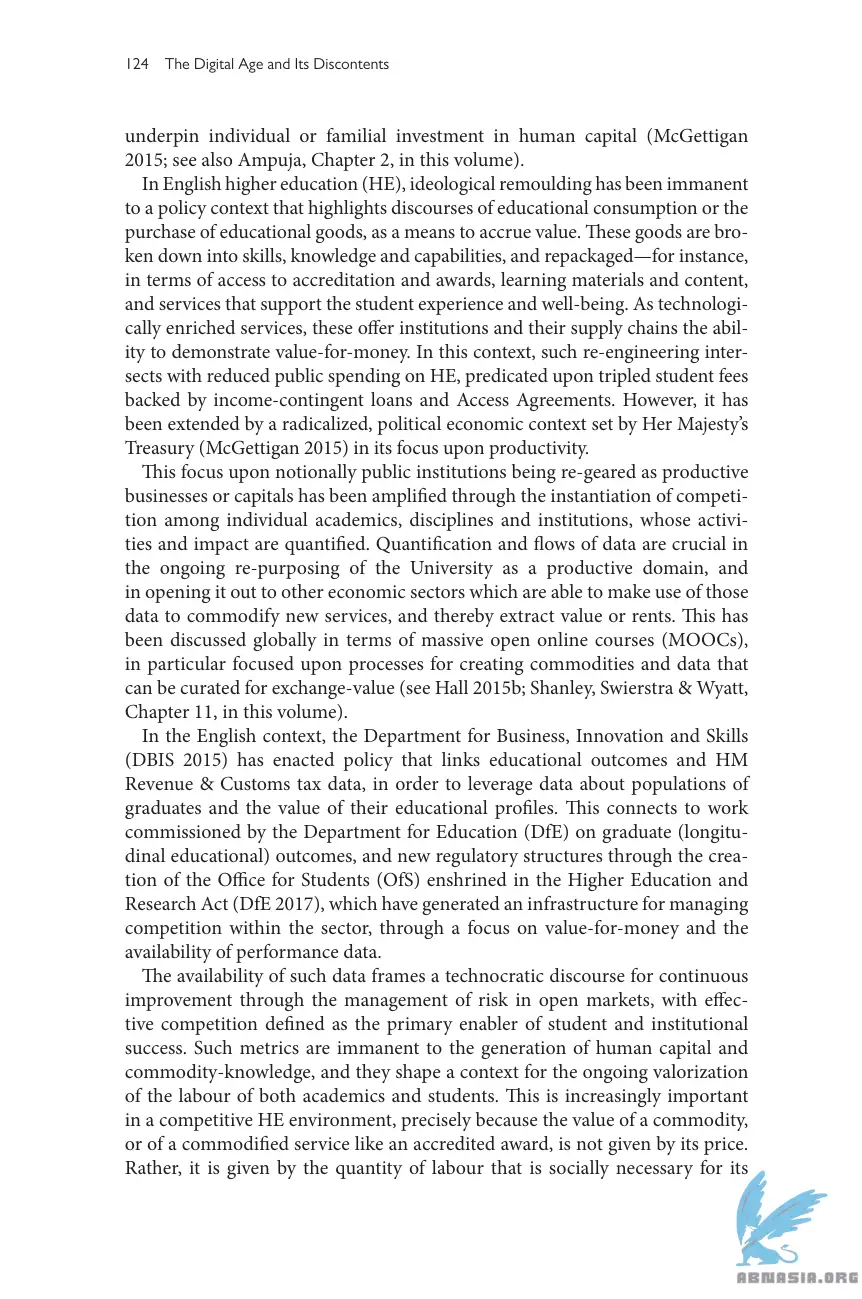 124 The Digital Age and Its Discontents
underpin individual or familial investment in human capital (McGettigan
2015; see also Ampuja, Chapter 2, in this volume).
In English higher education (HE), ideological remoulding has been immanent
to a policy context that highlights discourses of educational consumption or the
purchase of educational goods, as a means to accrue value. These goods are bro-
ken down into skills, knowledge and capabilities, and repackaged—for instance,
in terms of access to accreditation and awards, learning materials and content,
and services that support the student experience and well-being. As technologi-
cally enriched services, these offer institutions and their supply chains the abil-
ity to demonstrate value-for-money. In this context, such re-engineering inter-
sects with reduced public spending on HE, predicated upon tripled student fees
backed by income-contingent loans and Access Agreements. However, it has
been extended by a radicalized, political economic context set by Her Majesty’s
Treasury (McGettigan 2015) in its focus upon productivity.
This focus upon notionally public institutions being re-geared as productive
businesses or capitals has been amplified through the instantiation of competi-
tion among individual academics, disciplines and institutions, whose activi-
ties and impact are quantified. Quantification and flows of data are crucial in
the ongoing re-purposing of the University as a productive domain, and
in opening it out to other economic sectors which are able to make use of those
data to commodify new services, and thereby extract value or rents. This has
been discussed globally in terms of massive open online courses (MOOCs),
in particular focused upon processes for creating commodities and data that
can be curated for exchange-value (see Hall 2015b; Shanley, Swierstra & Wyatt,
Chapter 11, in this volume).
In the English context, the Department for Business, Innovation and Skills
(DBIS 2015) has enacted policy that links educational outcomes and HM
Revenue & Customs tax data, in order to leverage data about populations of
graduates and the value of their educational profiles. This connects to work
commissioned by the Department for Education (DfE) on graduate (longitu-
dinal educational) outcomes, and new regulatory structures through the crea-
tion of the Office for Students (OfS) enshrined in the Higher Education and
Research Act (DfE 2017), which have generated an infrastructure for managing
competition within the sector, through a focus on value-for-money and the
availability of performance data.
The availability of such data frames a technocratic discourse for continuous
improvement through the management of risk in open markets, with effec-
tive competition defined as the primary enabler of student and institutional
success. Such metrics are immanent to the generation of human capital and
commodity-knowledge, and they shape a context for the ongoing valorization
of the labour of both academics and students. This is increasingly important
in a competitive HE environment, precisely because the value of a commodity,
or of a commodified service like an accredited award, is not given by its price.
Rather, it is given by the quantity of labour that is socially necessary for its
ABNASIA.ORG